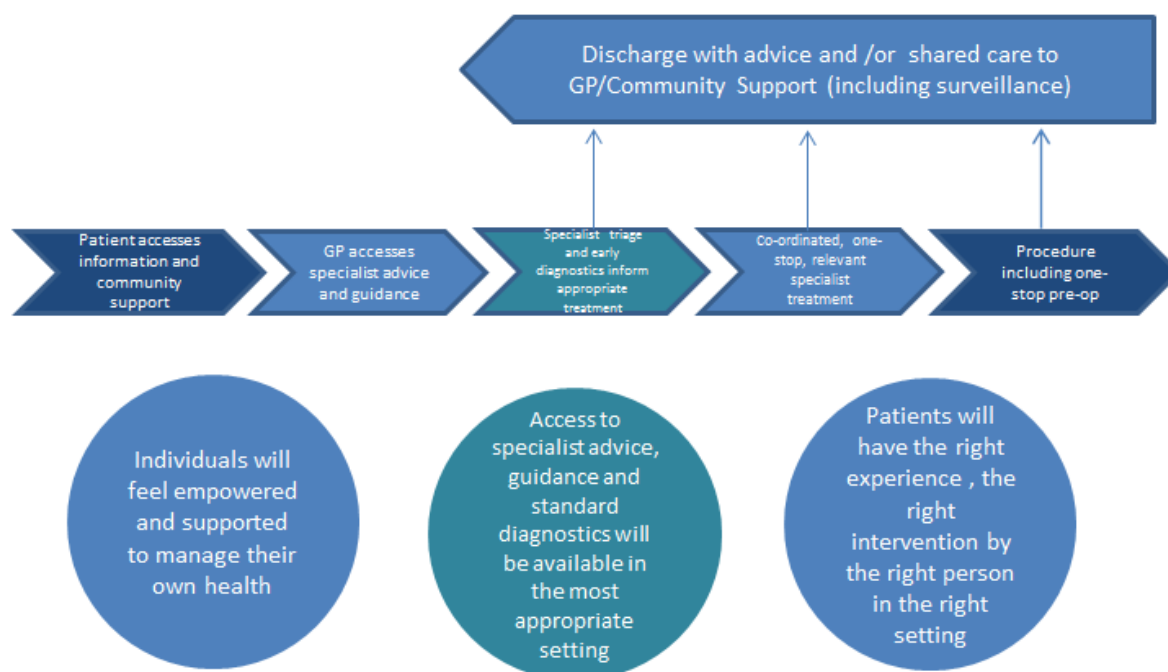 Discharge with advice and /or shared care to
GP/Community Support (including surveillance)
Patient accesses
information and
community
support
GP accesses
specialist advice
and guidance
Specialist triage
and early
diagnostics inform
appropriate
treatment
Co-ordinated, one-
stop, relevant
specialist
treatment
Procedure
including one-
stop pre-op
Individuals will
feel empowered
and supported
to manage their
own health
Access to
specialist advice,
guidance and
standard
diagnostics will
be available in
the most
appropriate
setting
Patients will
have the right
experience , the
right
intervention by
the right person
in the right
setting